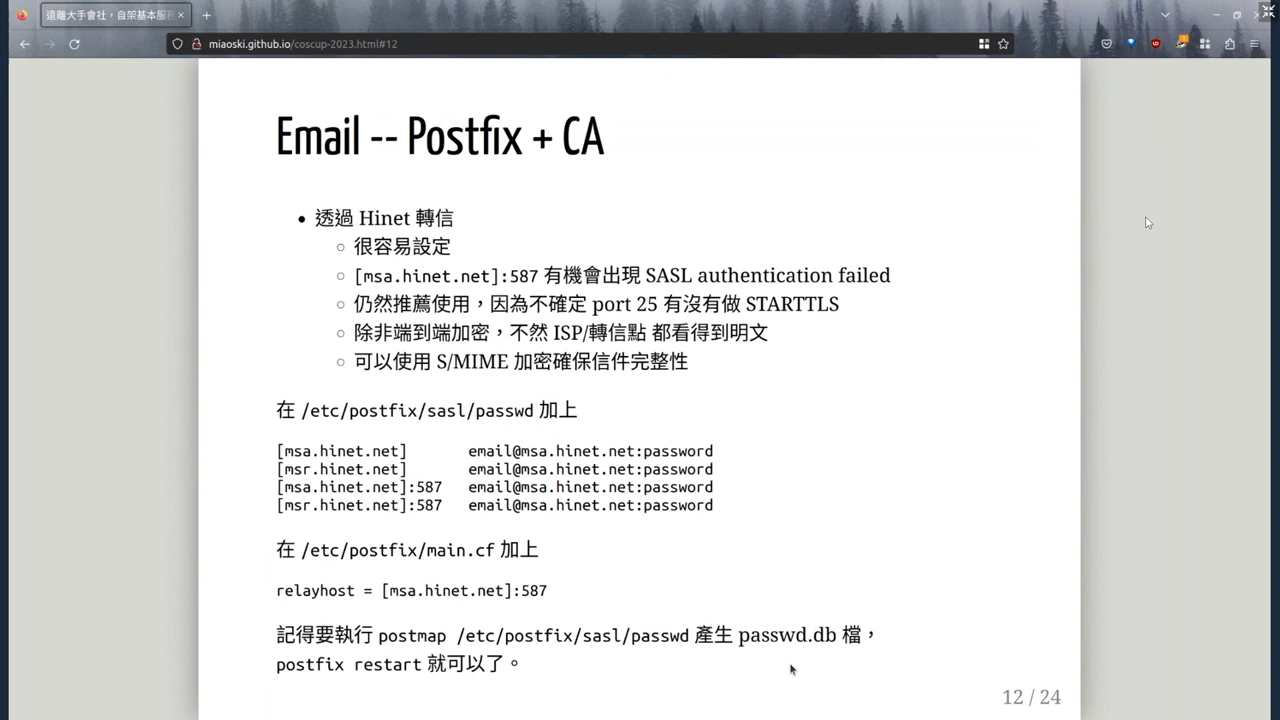 遠離大手會社，自架基本服務
miaoski.github.io/coscup-2023.html#12
Email -- Postfix + CA
• 透過 Hinet 轉信
○ 很容易設定
○ [msa.hinet.net]:587 有機會出現 SASL authentication failed
○ 仍然推薦使用，因為不確定 port 25 有沒有做 STARTTLS
○ 除非端到端加密，不然 ISP/轉信點 都看得到明文
○ 可以使用 S/MIME 加密確保信件完整性
在 /etc/postfix/sasl/passwd 加上
[msa.hinet.net] email@msa.hinet.net:password
[msr.hinet.net] email@msa.hinet.net:password
[msa.hinet.net]:587 email@msa.hinet.net:password
[msr.hinet.net]:587 email@msa.hinet.net:password
在 /etc/postfix/main.cf 加上
relayhost = [msa.hinet.net]:587
記得要執行 postmap /etc/postfix/sasl/passwd 產生 passwd.db 檔，
postfix restart 就可以了。
12 / 24